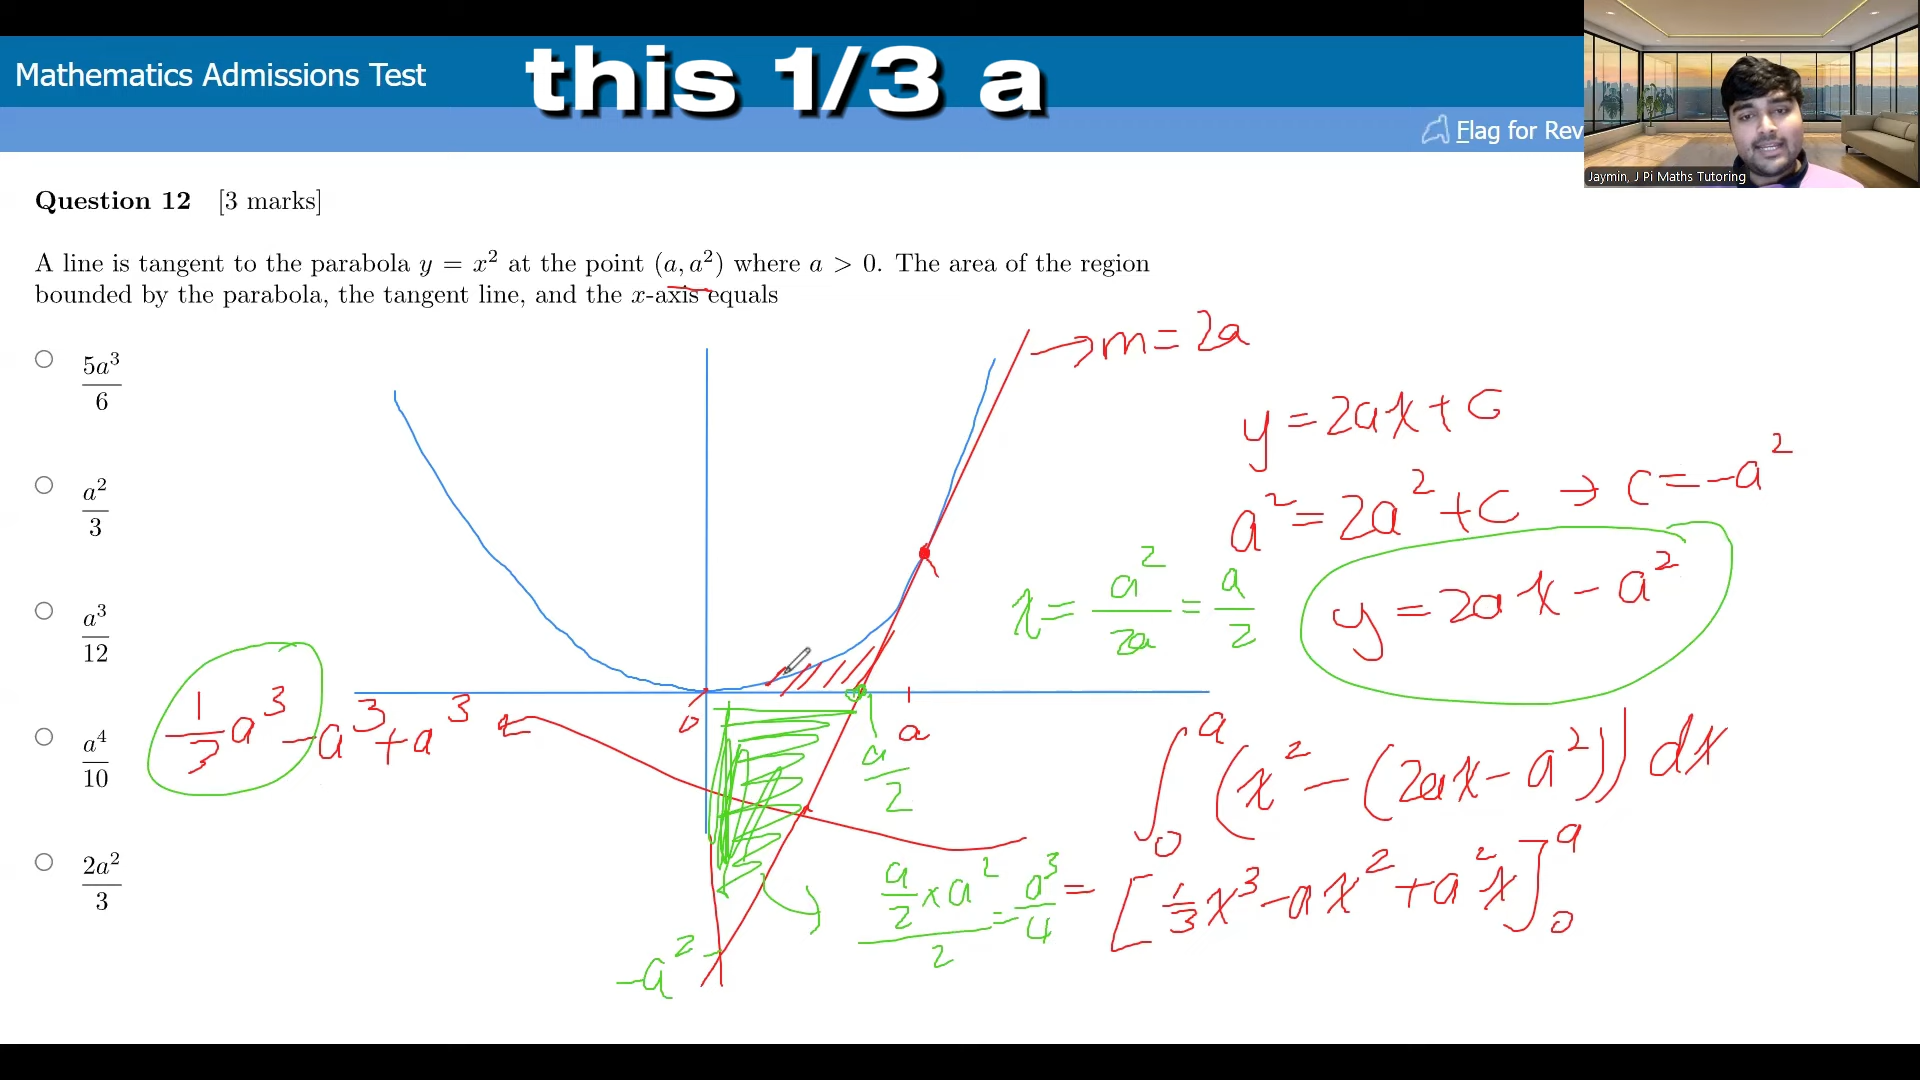 this 1/3 a
Mathematics Admissions Test
Flag for Rev
Jaymin, J Pi Maths Tutoring
Question 12 [3 marks]
A line is tangent to the parabola y = x² at the point (a, a²) where a > 0. The area of the region
bounded by the parabola, the tangent line, and the x-axis equals
5a³/6
a²/3
a³/12
a⁴/10
2a²/3
→ m = 2a
y = 2ax + c
a² = 2a² + c → c = -a²
y = 2ax - a²
x = a²/2a = a/2
0
a/2
a
-a²
1/3 a³ - a³ + a³
∫₀ᵃ (x² - (2ax - a²)) dx
= [1/3 x³ - ax² + a²x]₀ᵃ
(a/2 × a²)/2 = a³/4